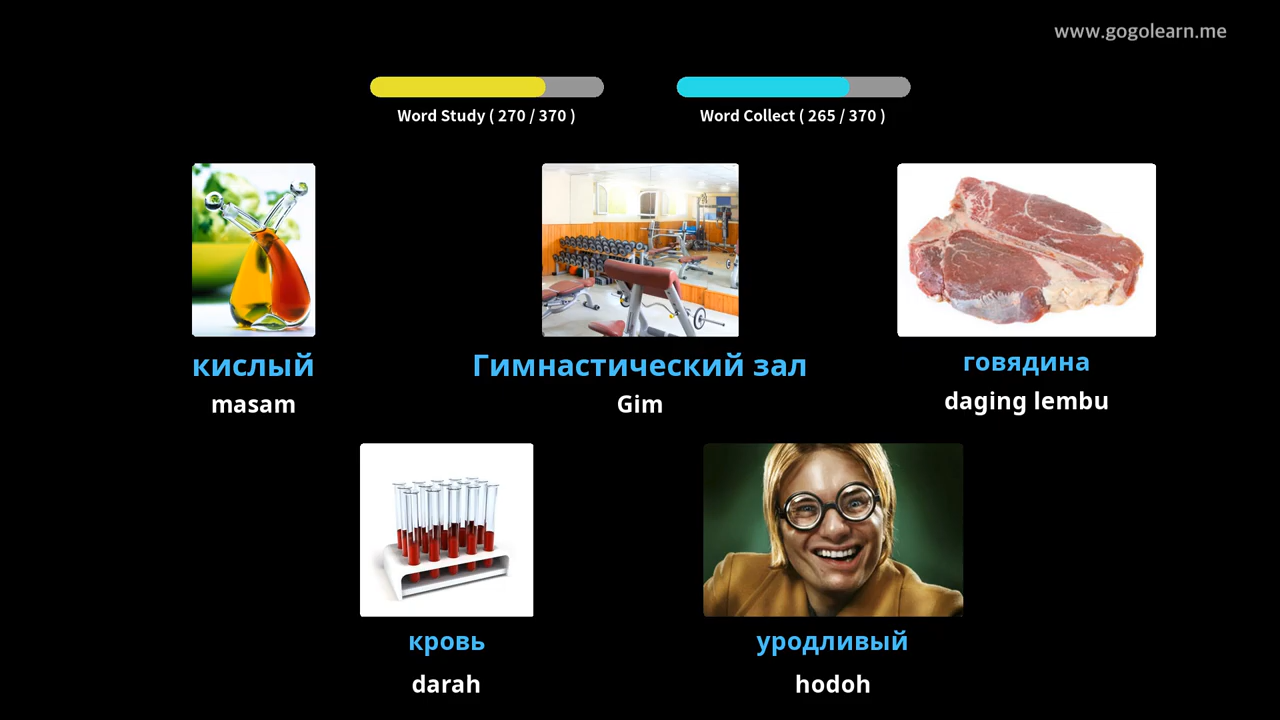 www.gogolearn.me
Word Study ( 270 / 370 )
Word Collect ( 265 / 370 )
кислый
masam
Гимнастический зал
Gim
говядина
daging lembu
кровь
darah
уродливый
hodoh